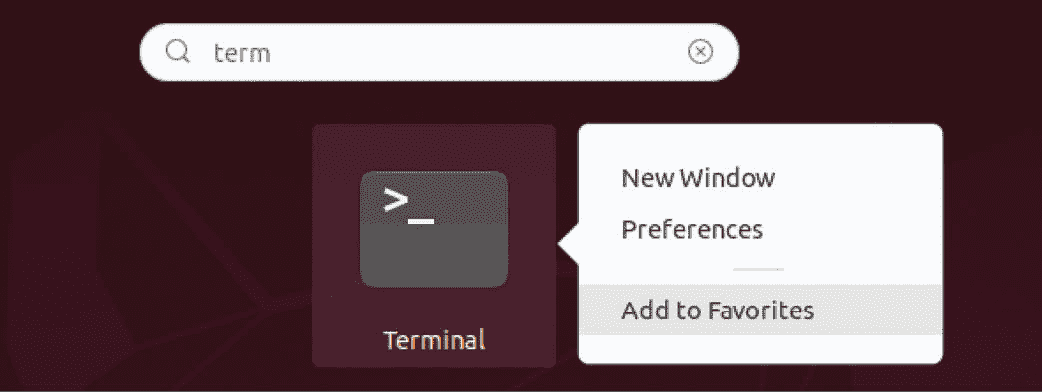 term
>_
Terminal
New Window
Preferences
Add to Favorites